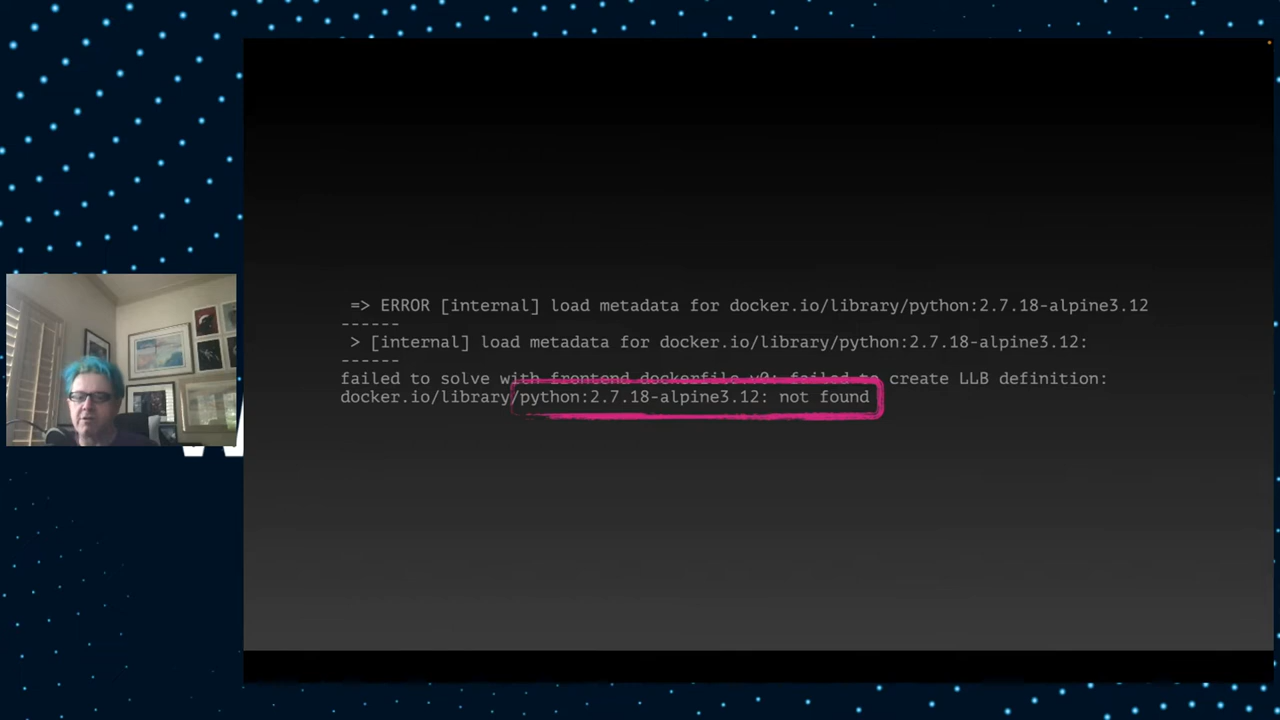 => ERROR [internal] load metadata for docker.io/library/python:2.7.18-alpine3.12
------
> [internal] load metadata for docker.io/library/python:2.7.18-alpine3.12:
------
failed to solve with frontend dockerfile.v0: failed to create LLB definition:
docker.io/library/python:2.7.18-alpine3.12: not found